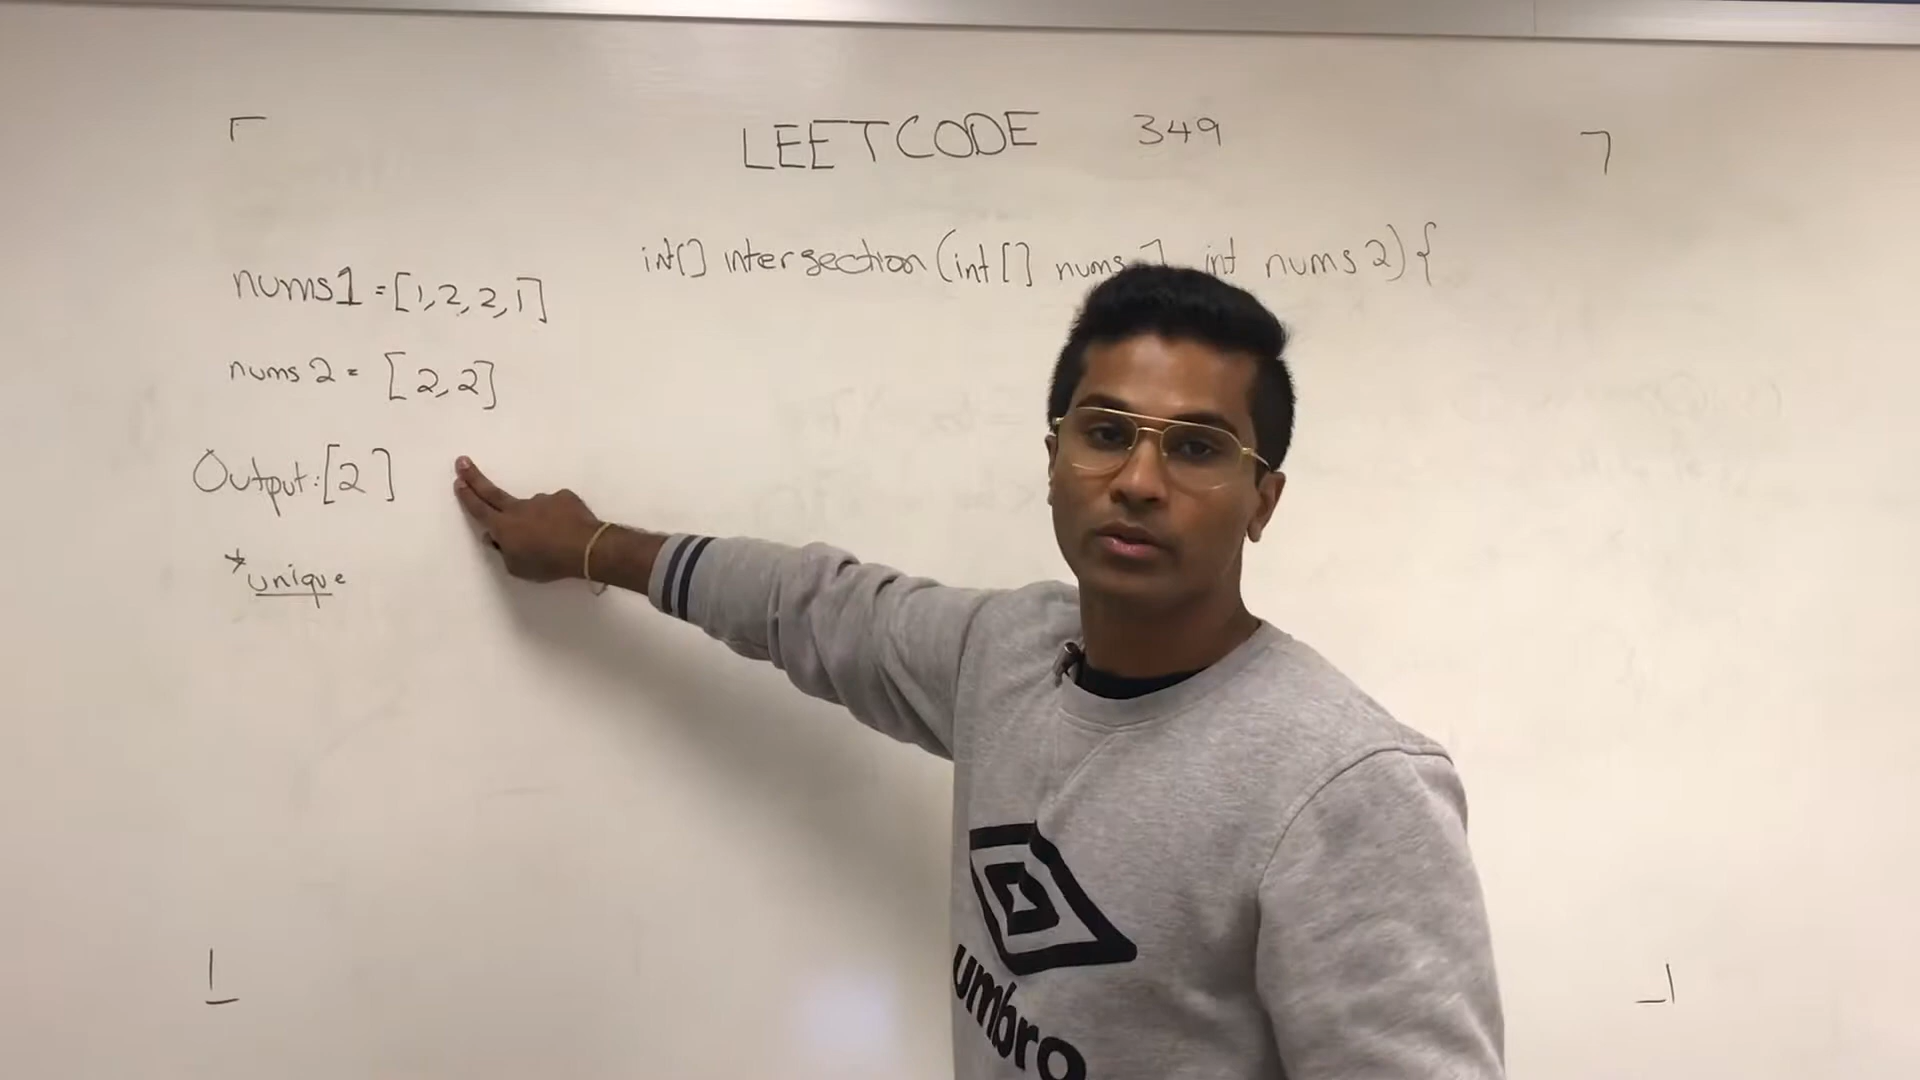 LEETCODE 349
int[] intersection(int[] nums1, int nums2){
nums1 = [1,2,2,1]
nums2 = [2,2]
Output:[2]
*unique
umbro